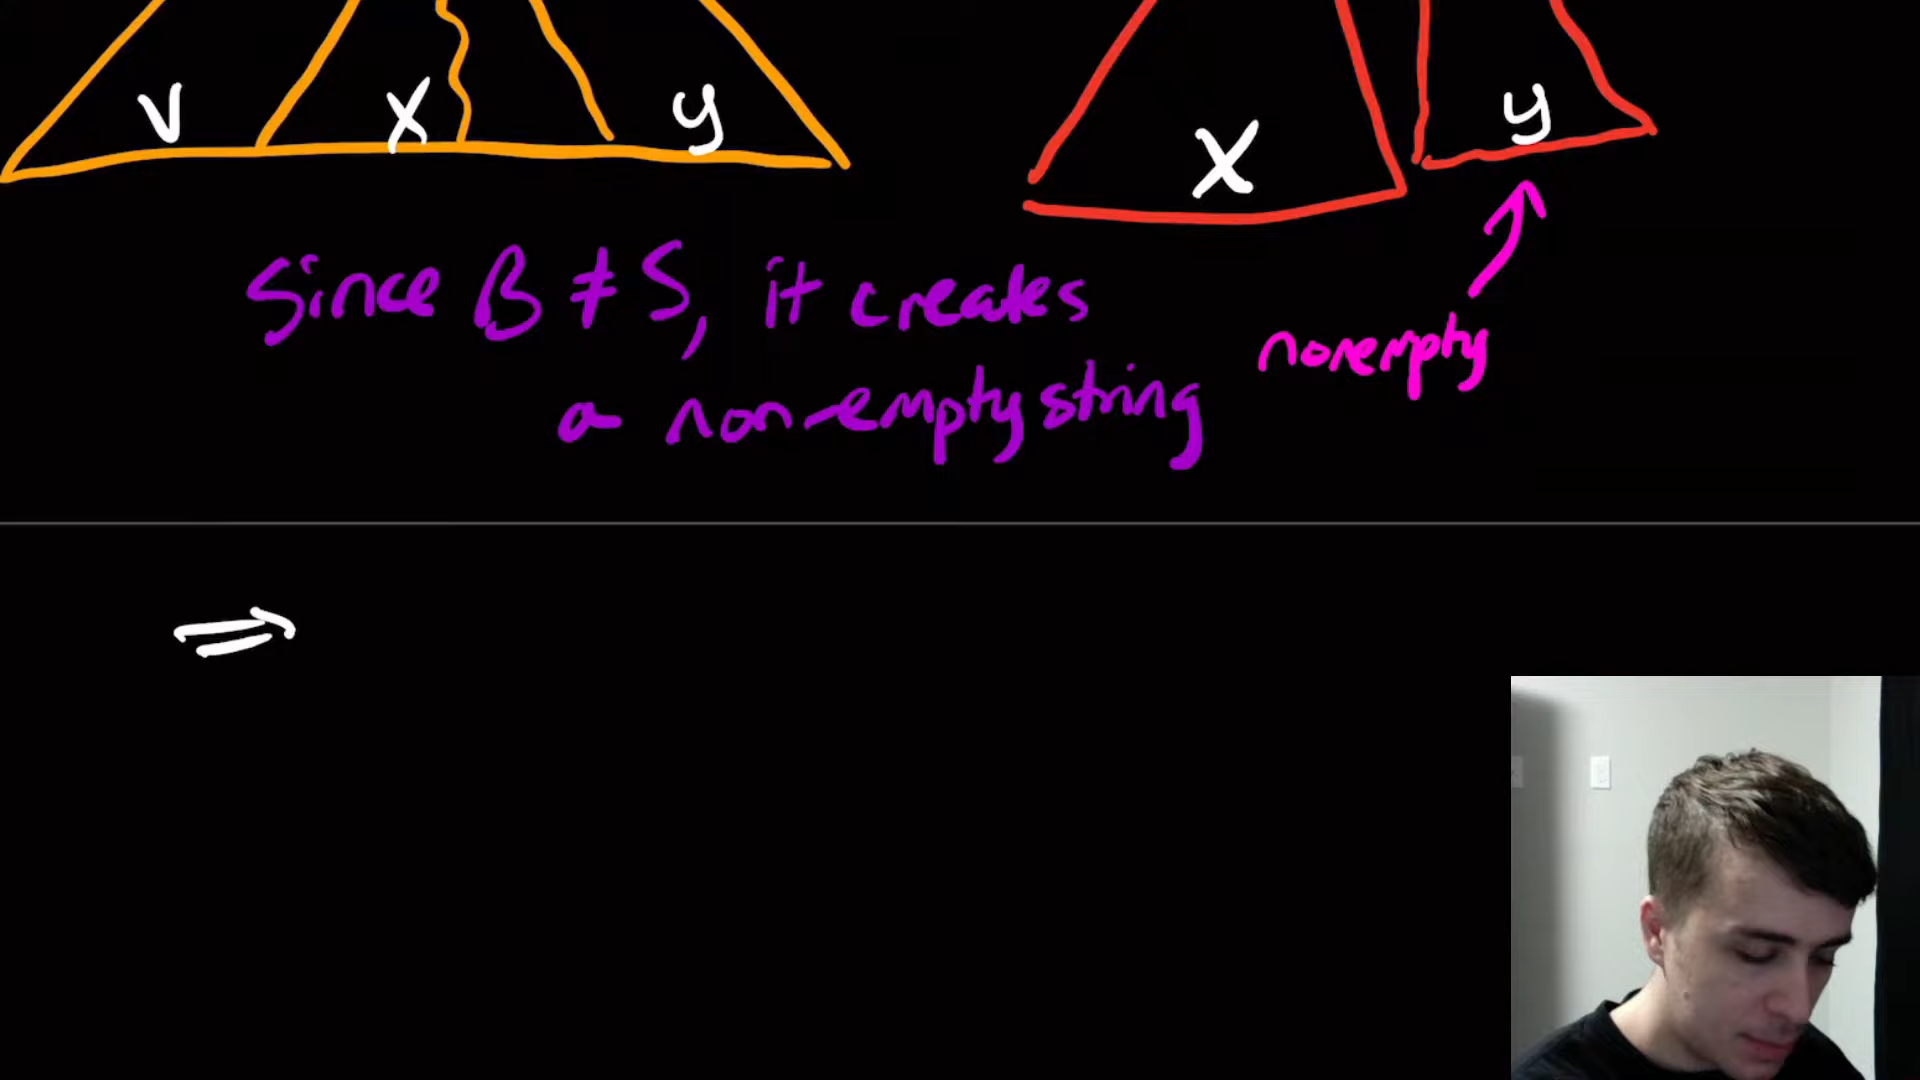 v x y
x y
Since B ≠ S, it creates
a non-empty string
nonempty
⇒